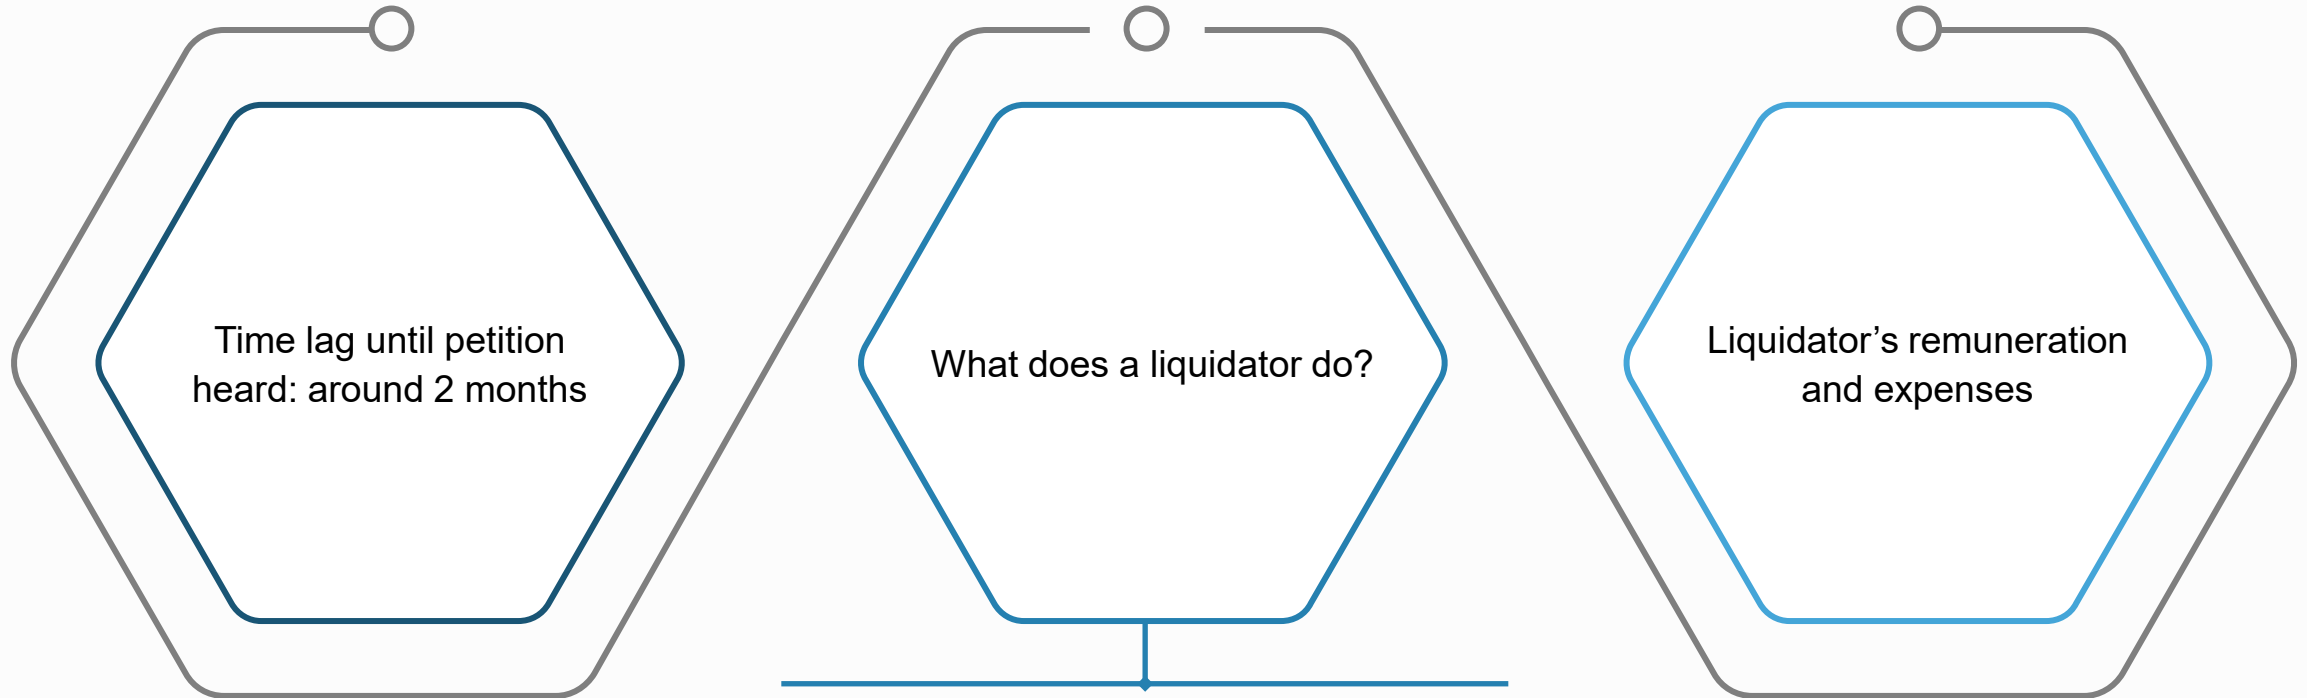 Time lag until petition
heard: around 2 months
What does a liquidator do?
Liquidator’s remuneration
and expenses